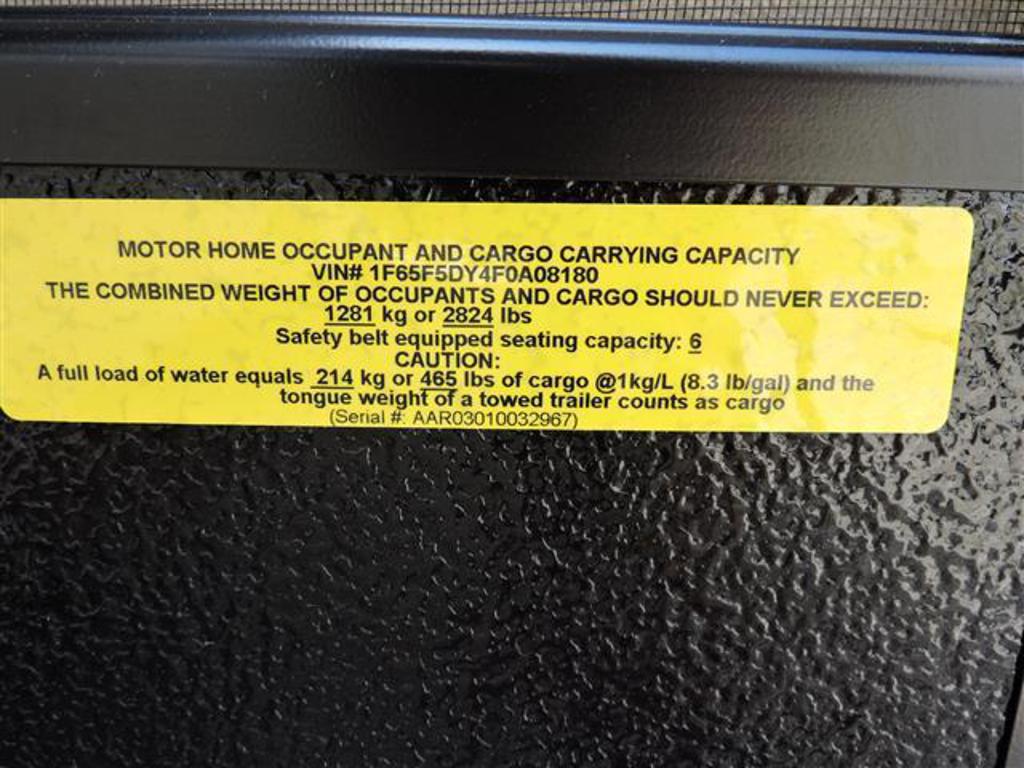 MOTOR HOME OCCUPANT AND CARGO CARRYING CAPACITY
VIN# 1F65F5DY4F0A08180
THE COMBINED WEIGHT OF OCCUPANTS AND CARGO SHOULD NEVER EXCEED:
1281 kg or 2824 lbs
Safety belt equipped seating capacity: 6
CAUTION:
A full load of water equals 214 kg or 465 lbs of cargo @1kg/L (8.3 lb/gal) and the
tongue weight of a towed trailer counts as cargo
(Serial #: AAR03010032967)